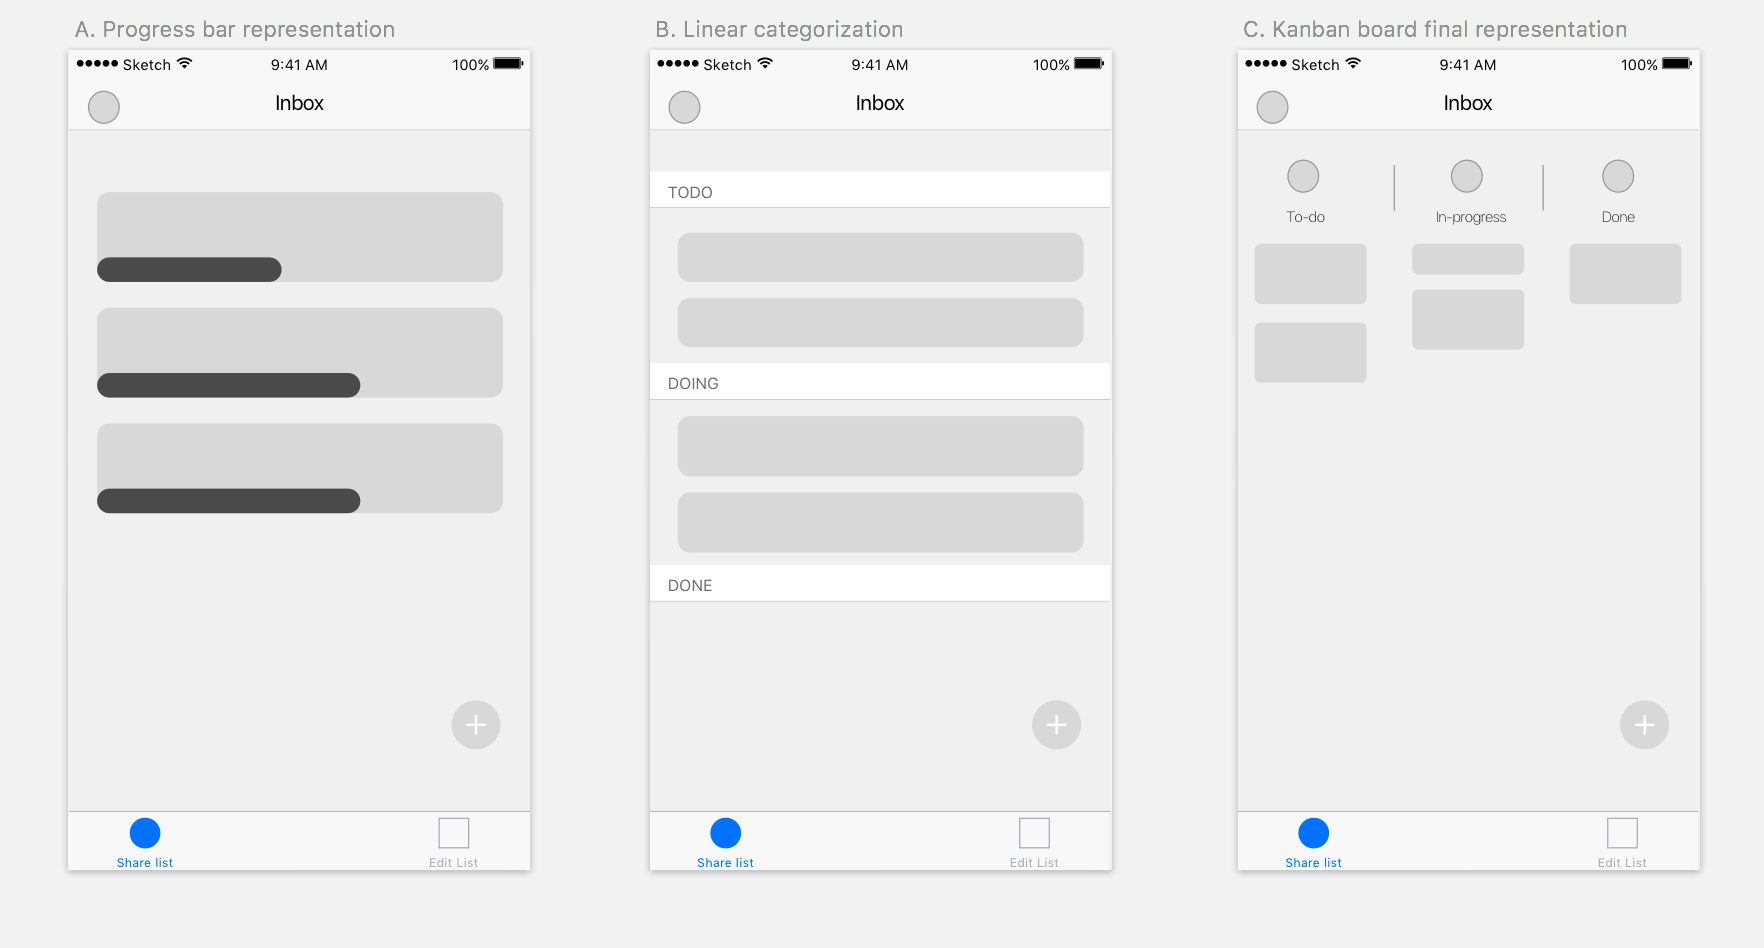 A. Progress bar representation
Sketch 9:41 AM 100%
Inbox
Share list
Edit List
B. Linear categorization
Sketch 9:41 AM 100%
Inbox
TODO
DOING
DONE
Share list
Edit List
C. Kanban board final representation
Sketch 9:41 AM 100%
Inbox
To-do
In-progress
Done
Share list
Edit List